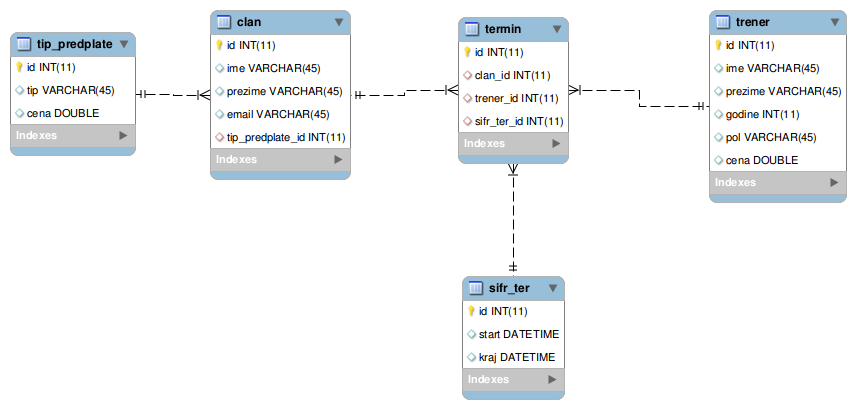 tip_predplate
id INT(11)
tip VARCHAR(45)
cena DOUBLE
Indexes
clan
id INT(11)
ime VARCHAR(45)
prezime VARCHAR(45)
email VARCHAR(45)
tip_predplate_id INT(11)
Indexes
termin
id INT(11)
clan_id INT(11)
trener_id INT(11)
sifr_ter_id INT(11)
Indexes
trener
id INT(11)
ime VARCHAR(45)
prezime VARCHAR(45)
godine INT(11)
pol VARCHAR(45)
cena DOUBLE
Indexes
sifr_ter
id INT(11)
start DATETIME
kraj DATETIME
Indexes